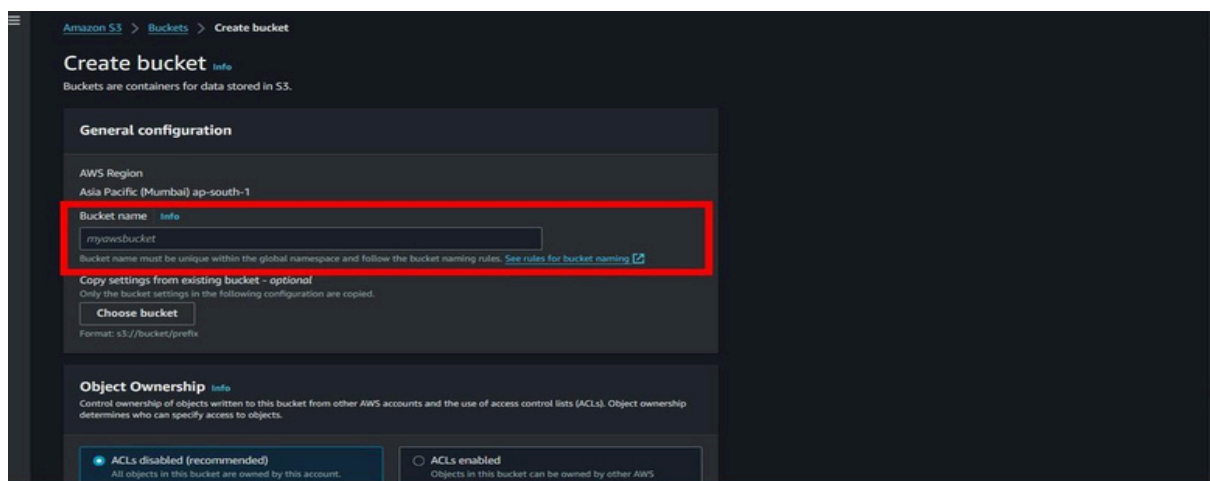 Amazon S3 > Buckets > Create bucket
Create bucket Info
Buckets are containers for data stored in S3.
General configuration
AWS Region
Asia Pacific (Mumbai) ap-south-1
Bucket name Info
myawsbucket
Bucket name must be unique within the global namespace and follow the bucket naming rules. See rules for bucket naming
Copy settings from existing bucket - optional
Only the bucket settings in the following configuration are copied.
Choose bucket
Format: s3://bucket/prefix
Object Ownership Info
Control ownership of objects written to this bucket from other AWS accounts and the use of access control lists (ACLs). Object ownership
determines who can specify access to objects.
ACLs disabled (recommended)
All objects in this bucket are owned by this account.
ACLs enabled
Objects in this bucket can be owned by other AWS